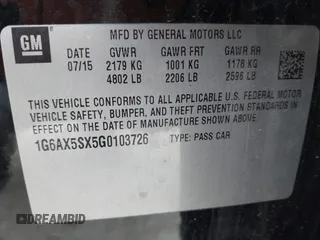 GM
MFD BY GENERAL MOTORS LLC
07/15 GVWR GAWR FRT GAWR RR
2179 KG 1001 KG 1178 KG
4802 LB 2206 LB 2596 LB
THIS VEHICLE CONFORMS TO ALL APPLICABLE U.S. FEDERAL MOTOR
VEHICLE SAFETY, BUMPER, AND THEFT PREVENTION STANDARDS IN
EFFECT ON THE DATE OF MANUFACTURE SHOWN ABOVE.
1G6AX5SX5G0103726 TYPE: PASS CAR
AUTOBIDMASTER